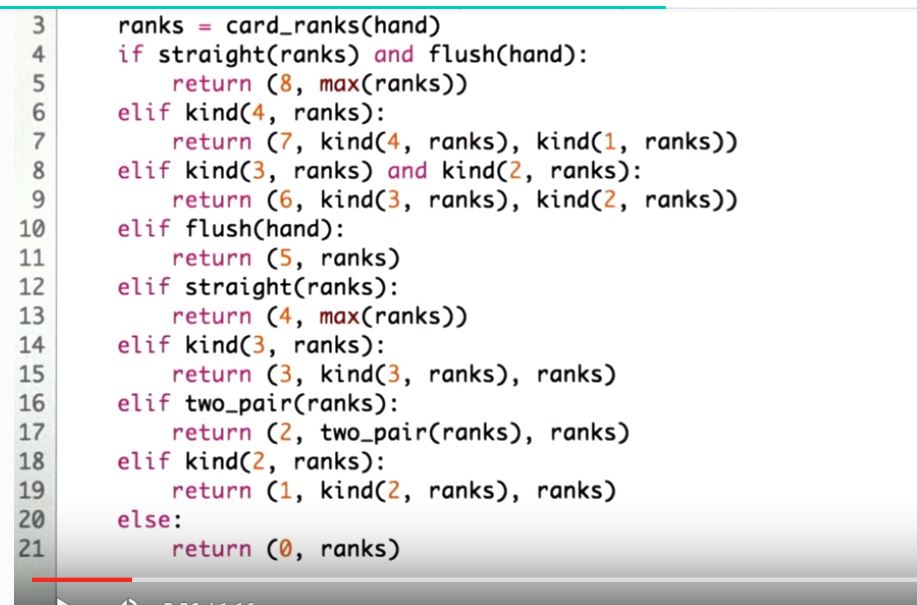 3 ranks = card_ranks(hand)
4 if straight(ranks) and flush(hand):
5 return (8, max(ranks))
6 elif kind(4, ranks):
7 return (7, kind(4, ranks), kind(1, ranks))
8 elif kind(3, ranks) and kind(2, ranks):
9 return (6, kind(3, ranks), kind(2, ranks))
10 elif flush(hand):
11 return (5, ranks)
12 elif straight(ranks):
13 return (4, max(ranks))
14 elif kind(3, ranks):
15 return (3, kind(3, ranks), ranks)
16 elif two_pair(ranks):
17 return (2, two_pair(ranks), ranks)
18 elif kind(2, ranks):
19 return (1, kind(2, ranks), ranks)
20 else:
21 return (0, ranks)